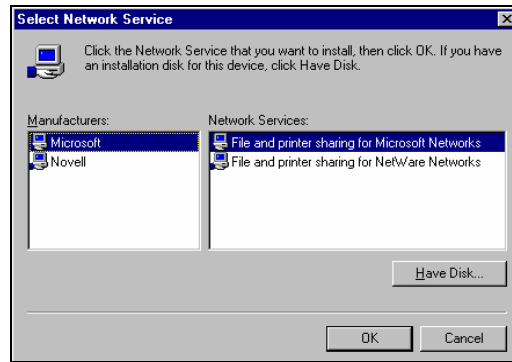 Select Network Service
Click the Network Service that you want to install, then click OK. If you have
an installation disk for this device, click Have Disk.
Manufacturers:
Network Services:
Microsoft
File and printer sharing for Microsoft Networks
Novell
File and printer sharing for NetWare Networks
Have Disk...
OK
Cancel